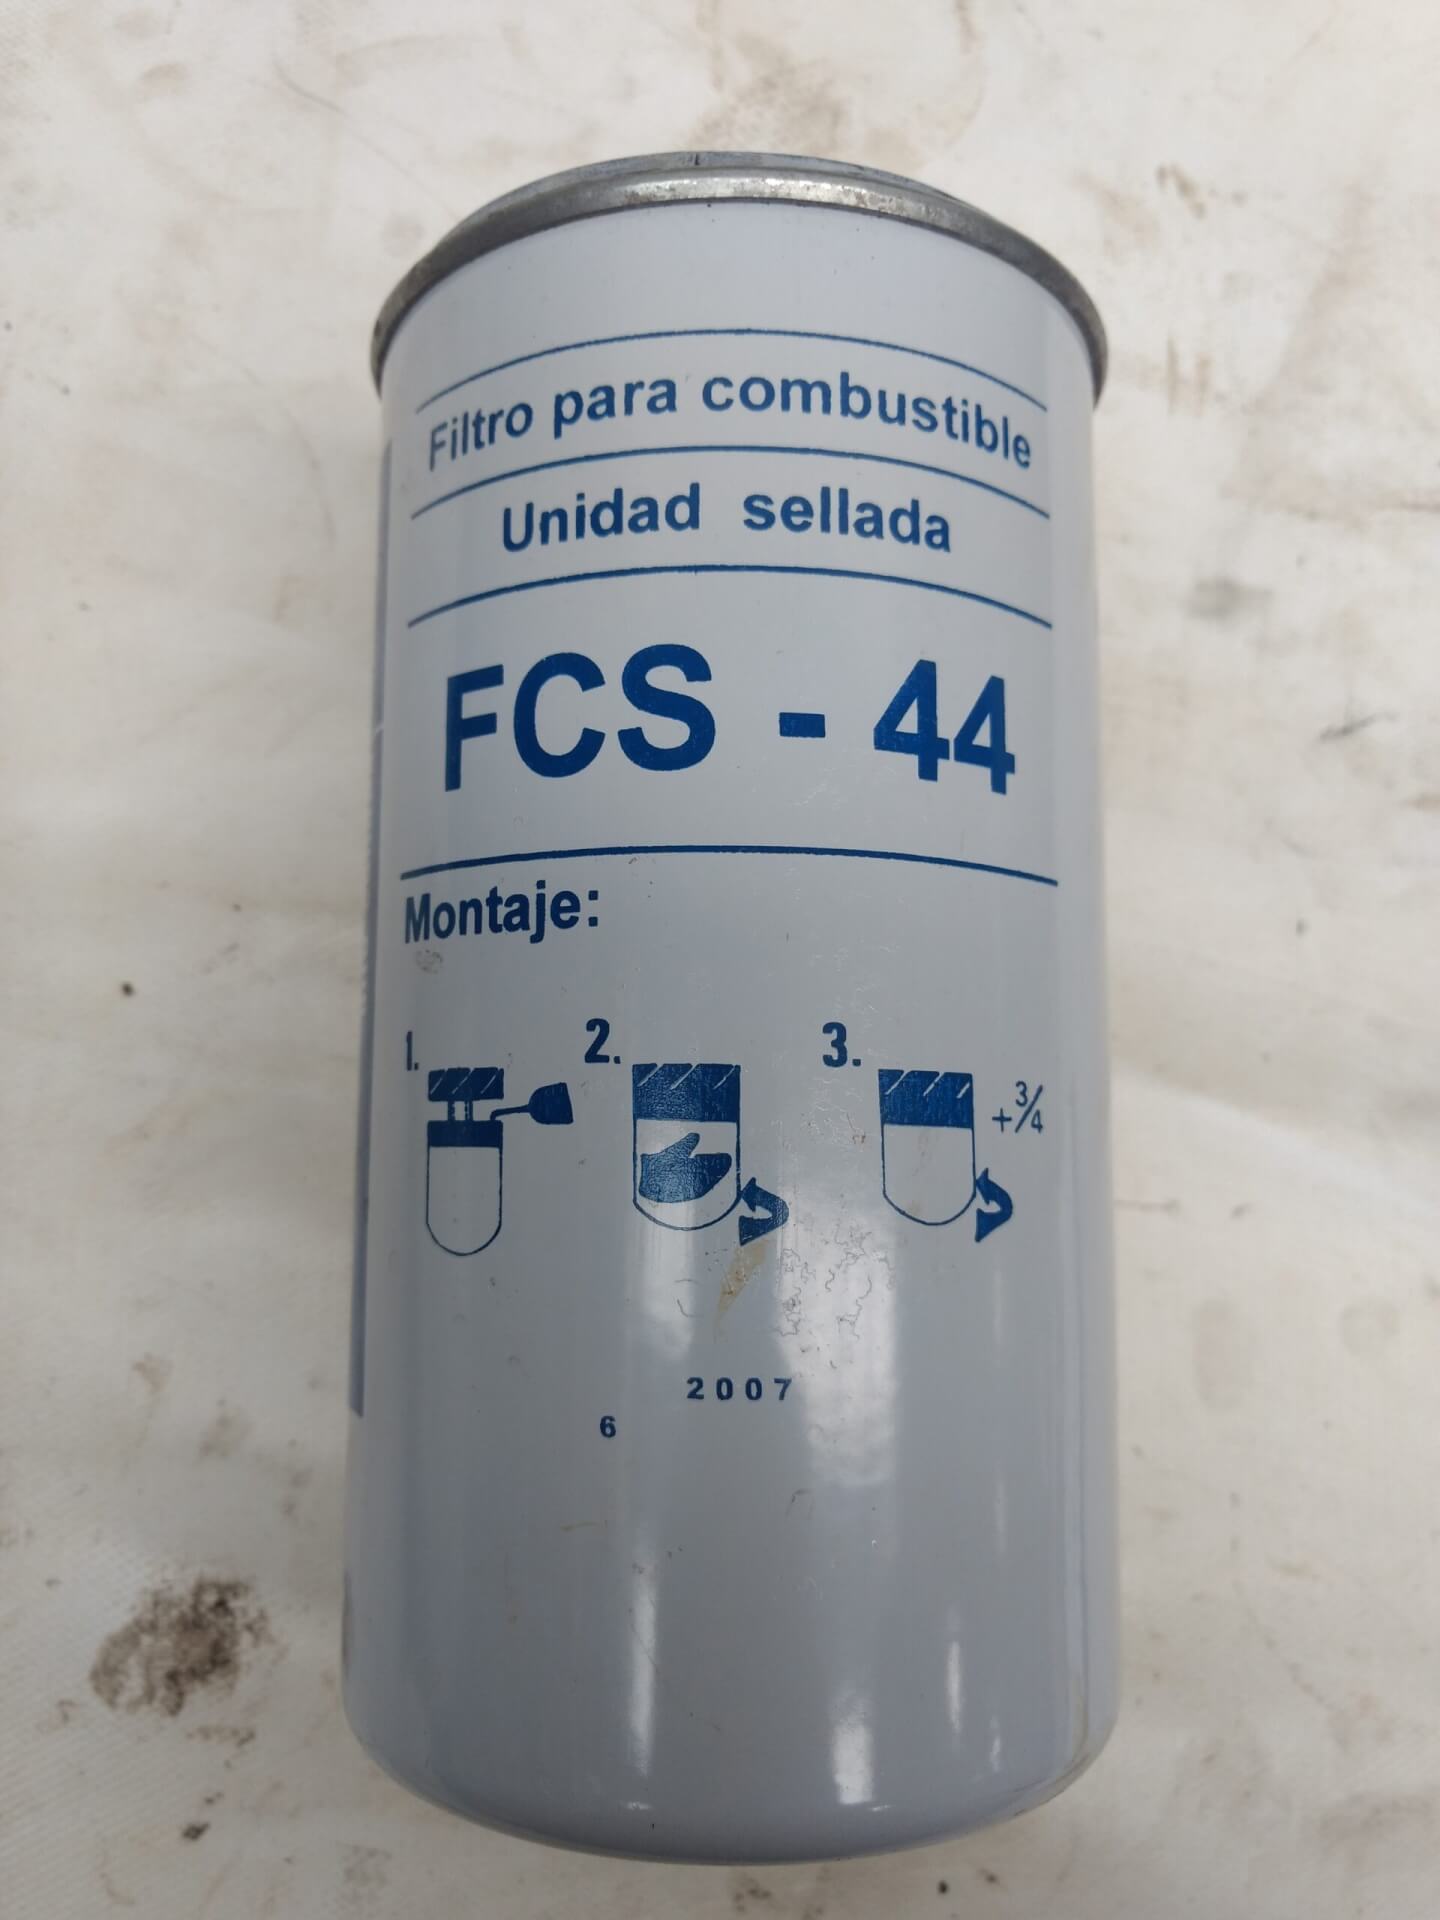 Filtro para combustible
Unidad sellada
FCS - 44
Montaje:
1. 2. 3.
+3/4
2007
6